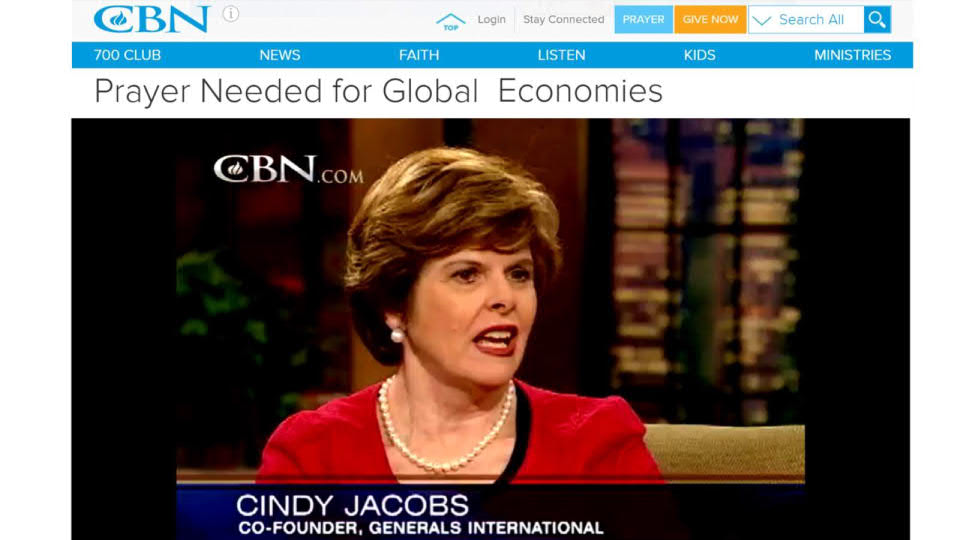 CBN
i
TOP
Login
Stay Connected
PRAYER
GIVE NOW
Search All
700 CLUB
NEWS
FAITH
LISTEN
KIDS
MINISTRIES
Prayer Needed for Global Economies
CBN.COM
CINDY JACOBS
CO-FOUNDER, GENERALS INTERNATIONAL